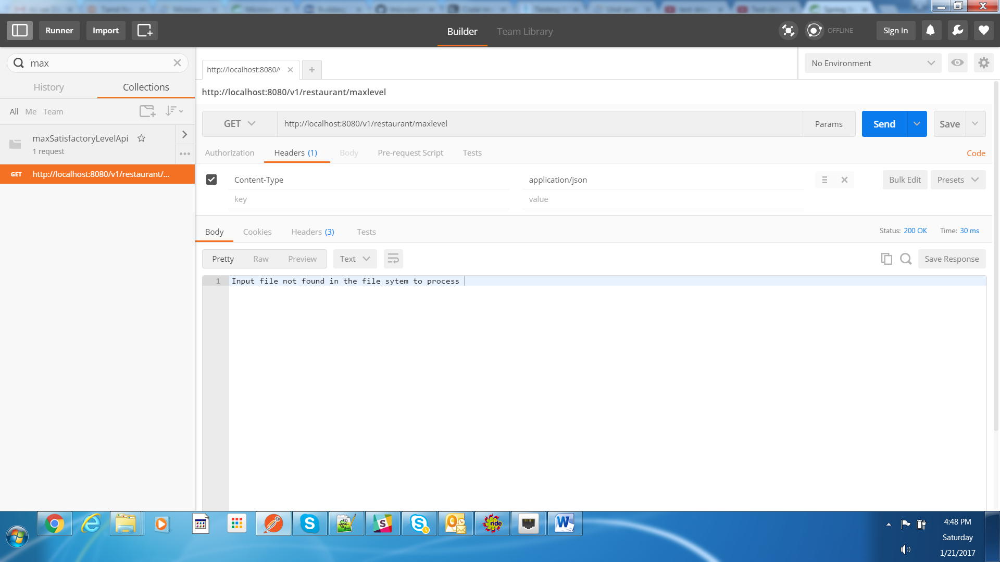 Runner
Import
Builder
Team Library
OFFLINE
Sign In
max
History
Collections
All Me Team
maxSatisfactoryLevelApi
1 request
GET http://localhost:8080/v1/restaurant/...
http://localhost:8080/
No Environment
http://localhost:8080/v1/restaurant/maxlevel
GET
http://localhost:8080/v1/restaurant/maxlevel
Params
Send
Save
Authorization
Headers (1)
Body
Pre-request Script
Tests
Code
Content-Type
application/json
Bulk Edit
Presets
key
value
Body
Cookies
Headers (3)
Tests
Status: 200 OK
Time: 30 ms
Pretty
Raw
Preview
Text
Save Response
1 Input file not found in the file sytem to process
ride
4:48 PM
Saturday
1/21/2017